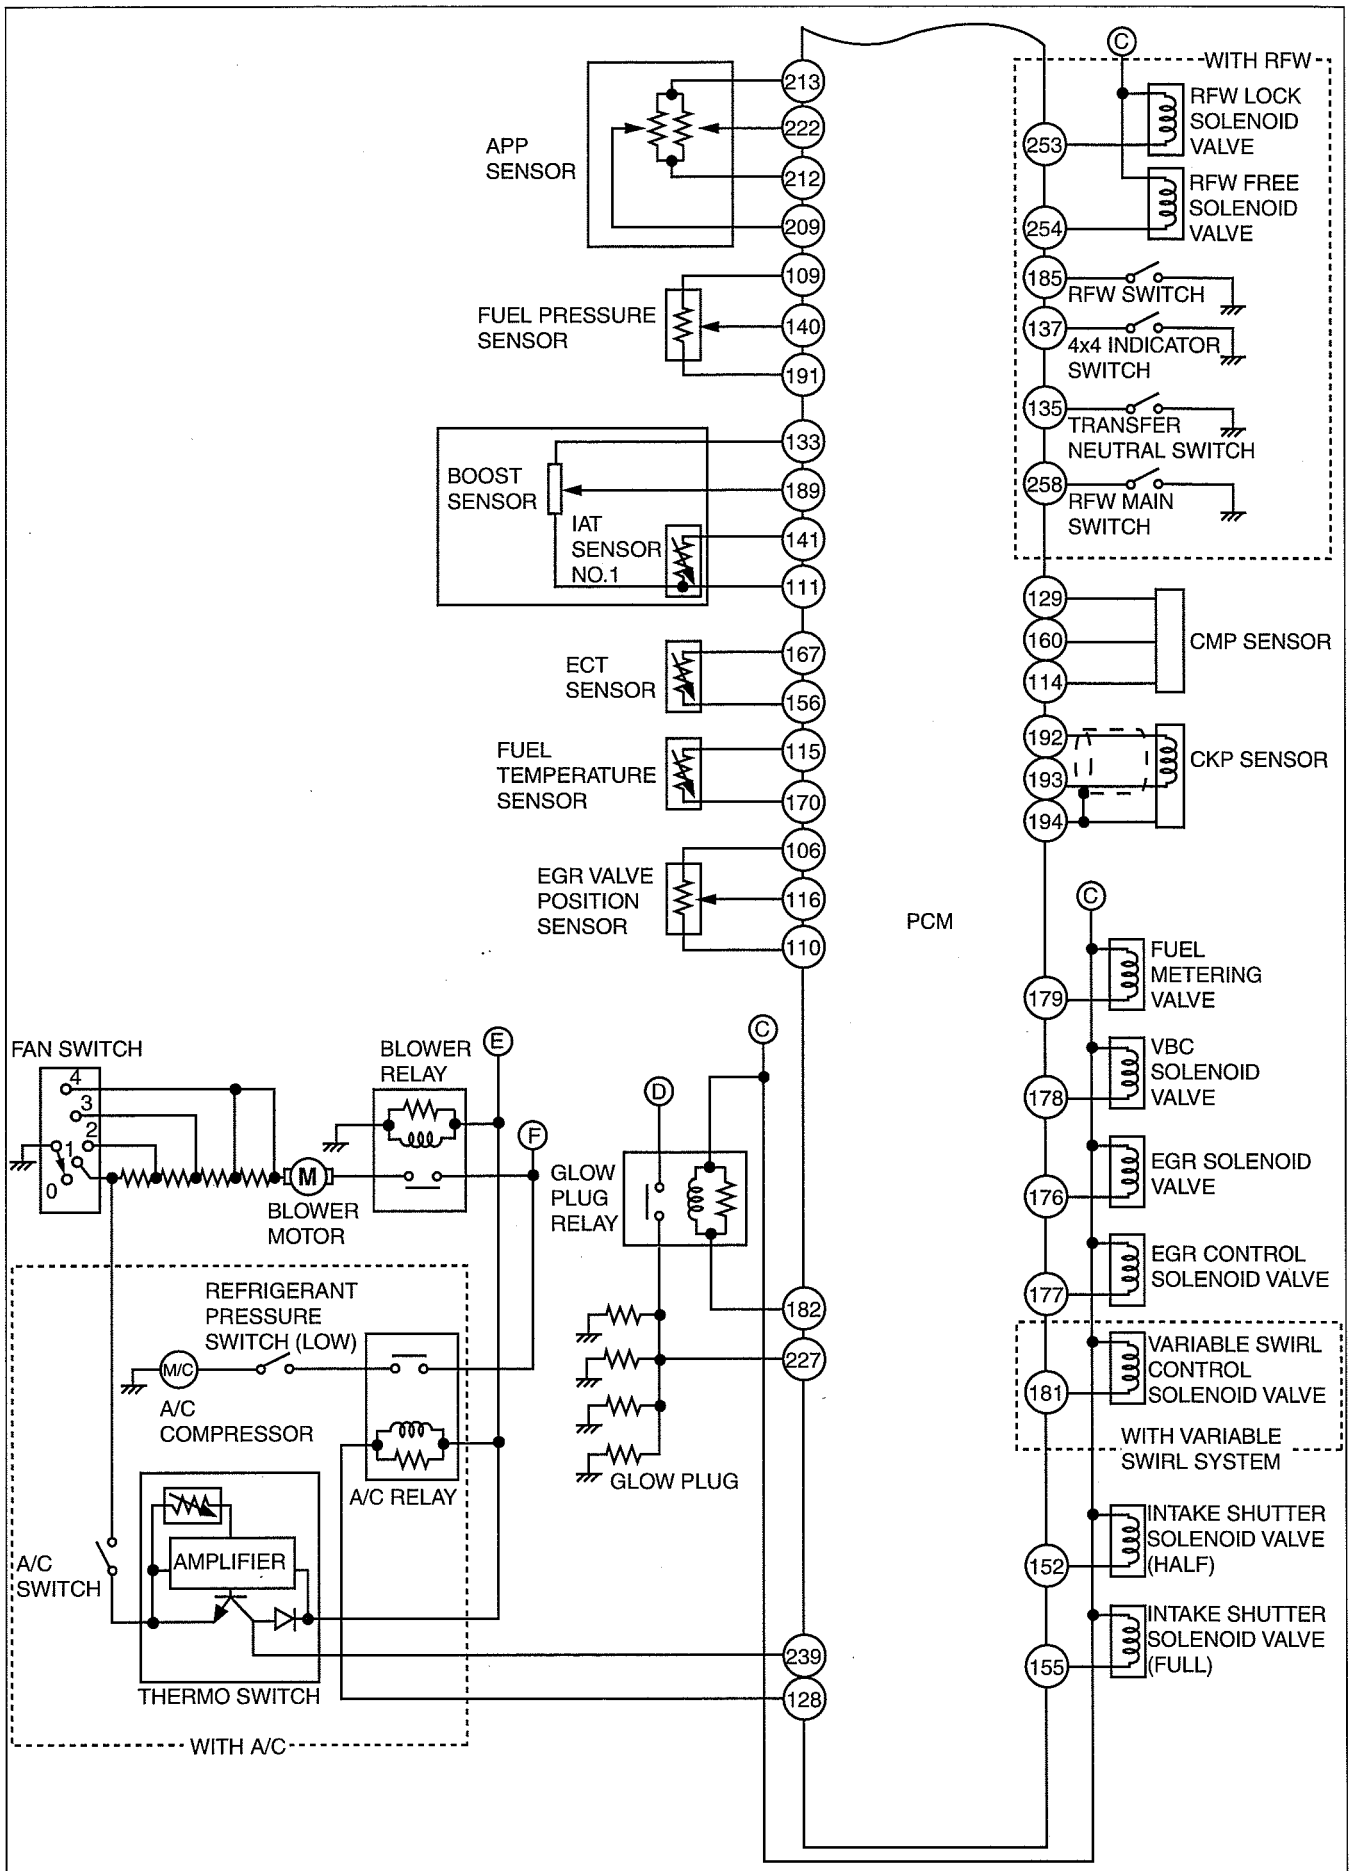 C
WITH RFW
213
222
212
209
APP
SENSOR
109
140
191
FUEL PRESSURE
SENSOR
133
189
141
111
BOOST
SENSOR
IAT
SENSOR
NO.1
167
156
ECT
SENSOR
115
170
FUEL
TEMPERATURE
SENSOR
106
116
110
EGR VALVE
POSITION
SENSOR
PCM
253
RFW LOCK
SOLENOID
VALVE
254
RFW FREE
SOLENOID
VALVE
185
RFW SWITCH
137
4x4 INDICATOR
SWITCH
135
TRANSFER
NEUTRAL SWITCH
258
RFW MAIN
SWITCH
129
160
114
CMP SENSOR
192
193
194
CKP SENSOR
C
179
FUEL
METERING
VALVE
178
VBC
SOLENOID
VALVE
176
EGR SOLENOID
VALVE
177
EGR CONTROL
SOLENOID VALVE
181
VARIABLE SWIRL
CONTROL
SOLENOID VALVE
WITH VARIABLE
SWIRL SYSTEM
152
INTAKE SHUTTER
SOLENOID VALVE
(HALF)
155
INTAKE SHUTTER
SOLENOID VALVE
(FULL)
FAN SWITCH
4
3
2
1
0
BLOWER
RELAY
E
F
M
BLOWER
MOTOR
C
D
GLOW
PLUG
RELAY
182
227
GLOW PLUG
REFRIGERANT
PRESSURE
SWITCH (LOW)
M/C
A/C
COMPRESSOR
A/C RELAY
A/C
SWITCH
AMPLIFIER
THERMO SWITCH
239
128
WITH A/C